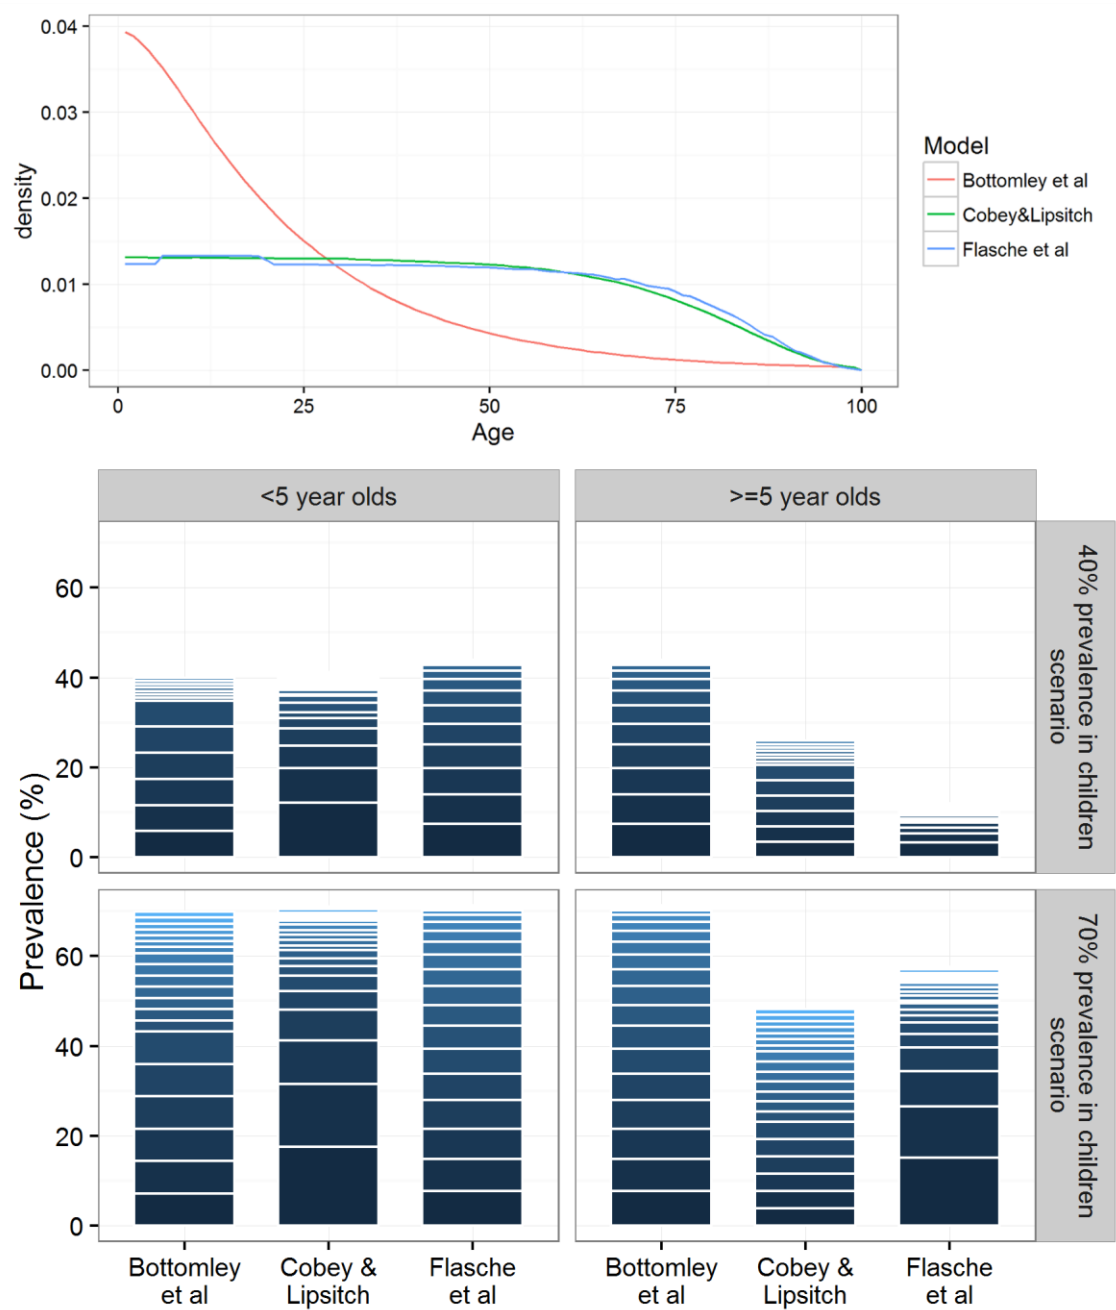 0.04
0.03
0.02
0.01
0.00
density
0
25
50
75
100
Age
Model
Bottomley et al
Cobey&Lipsitch
Flasche et al
<5 year olds
>=5 year olds
60
40
20
0
40% prevalence in children
scenario
Prevalence (%)
60
40
20
0
70% prevalence in children
scenario
Bottomley
et al
Cobey &
Lipsitch
Flasche
et al
Bottomley
et al
Cobey &
Lipsitch
Flasche
et al